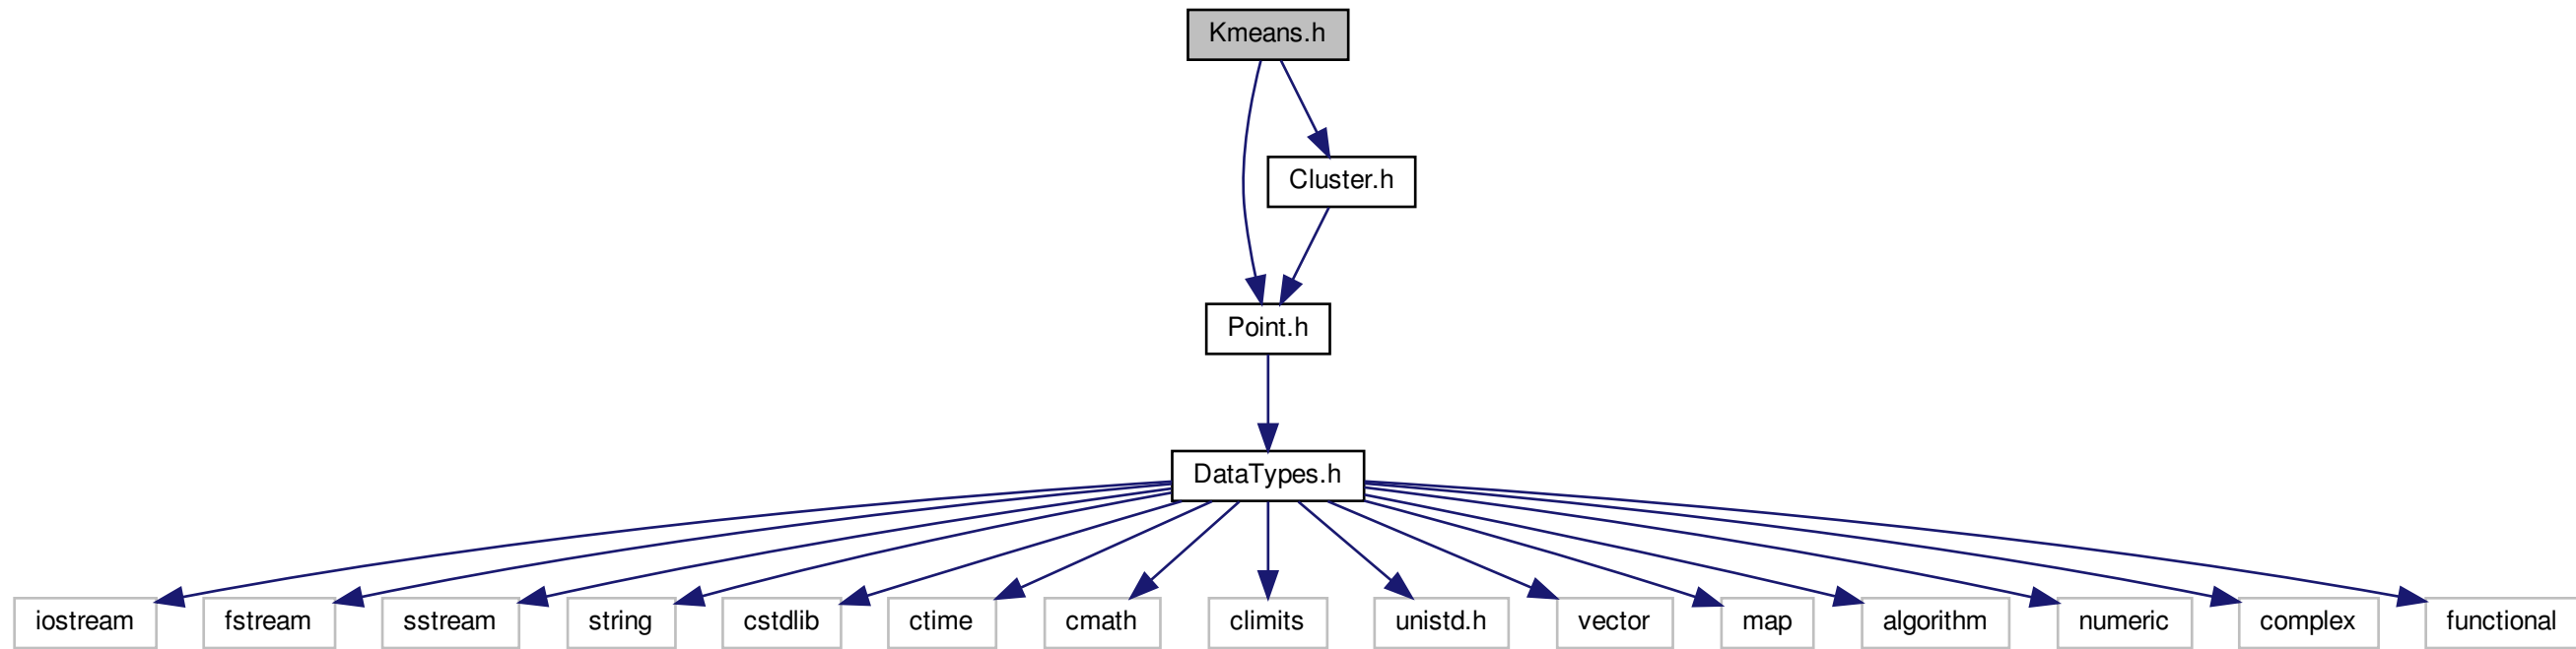 Kmeans.h
Cluster.h
Point.h
DataTypes.h
iostream
fstream
sstream
string
cstdlib
ctime
cmath
climits
unistd.h
vector
map
algorithm
numeric
complex
functional